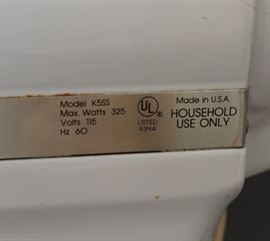 Model K5SS
Max. Watts 325
Volts 115
Hz 60
UL ®
LISTED
93N4
Made in U.S.A.
HOUSEHOLD
USE ONLY